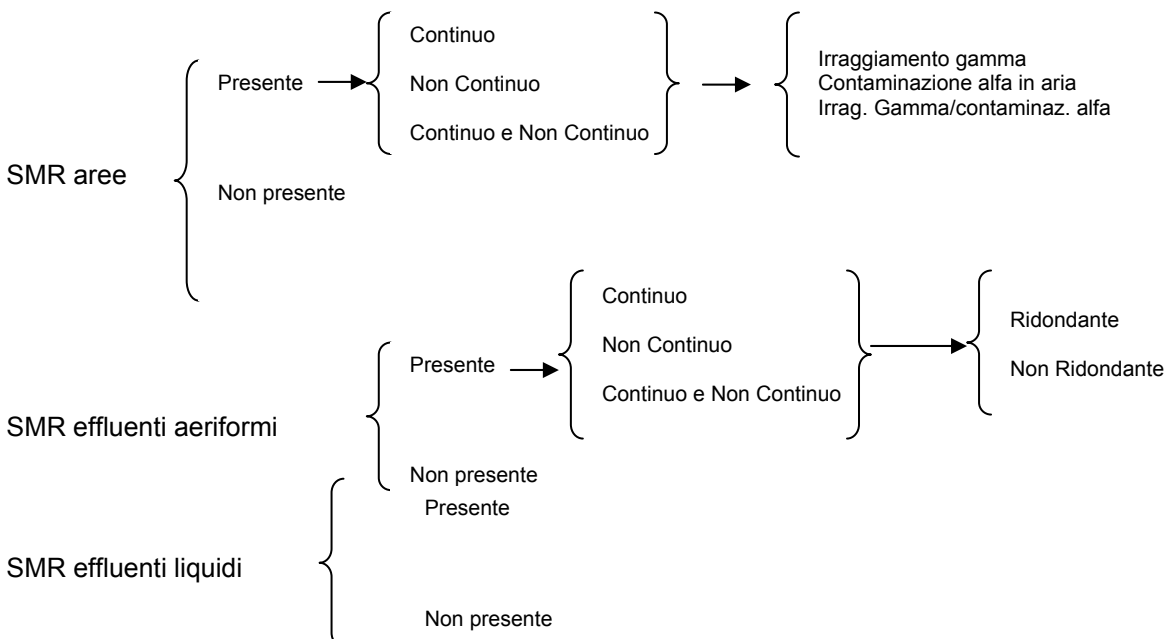 SMR aree
Presente
Non presente
Continuo
Non Continuo
Continuo e Non Continuo
Irraggiamento gamma
Contaminazione alfa in aria
Irrag. Gamma/contaminaz. alfa
SMR effluenti aeriformi
Presente
Non presente
Continuo
Non Continuo
Continuo e Non Continuo
Ridondante
Non Ridondante
SMR effluenti liquidi
Presente
Non presente